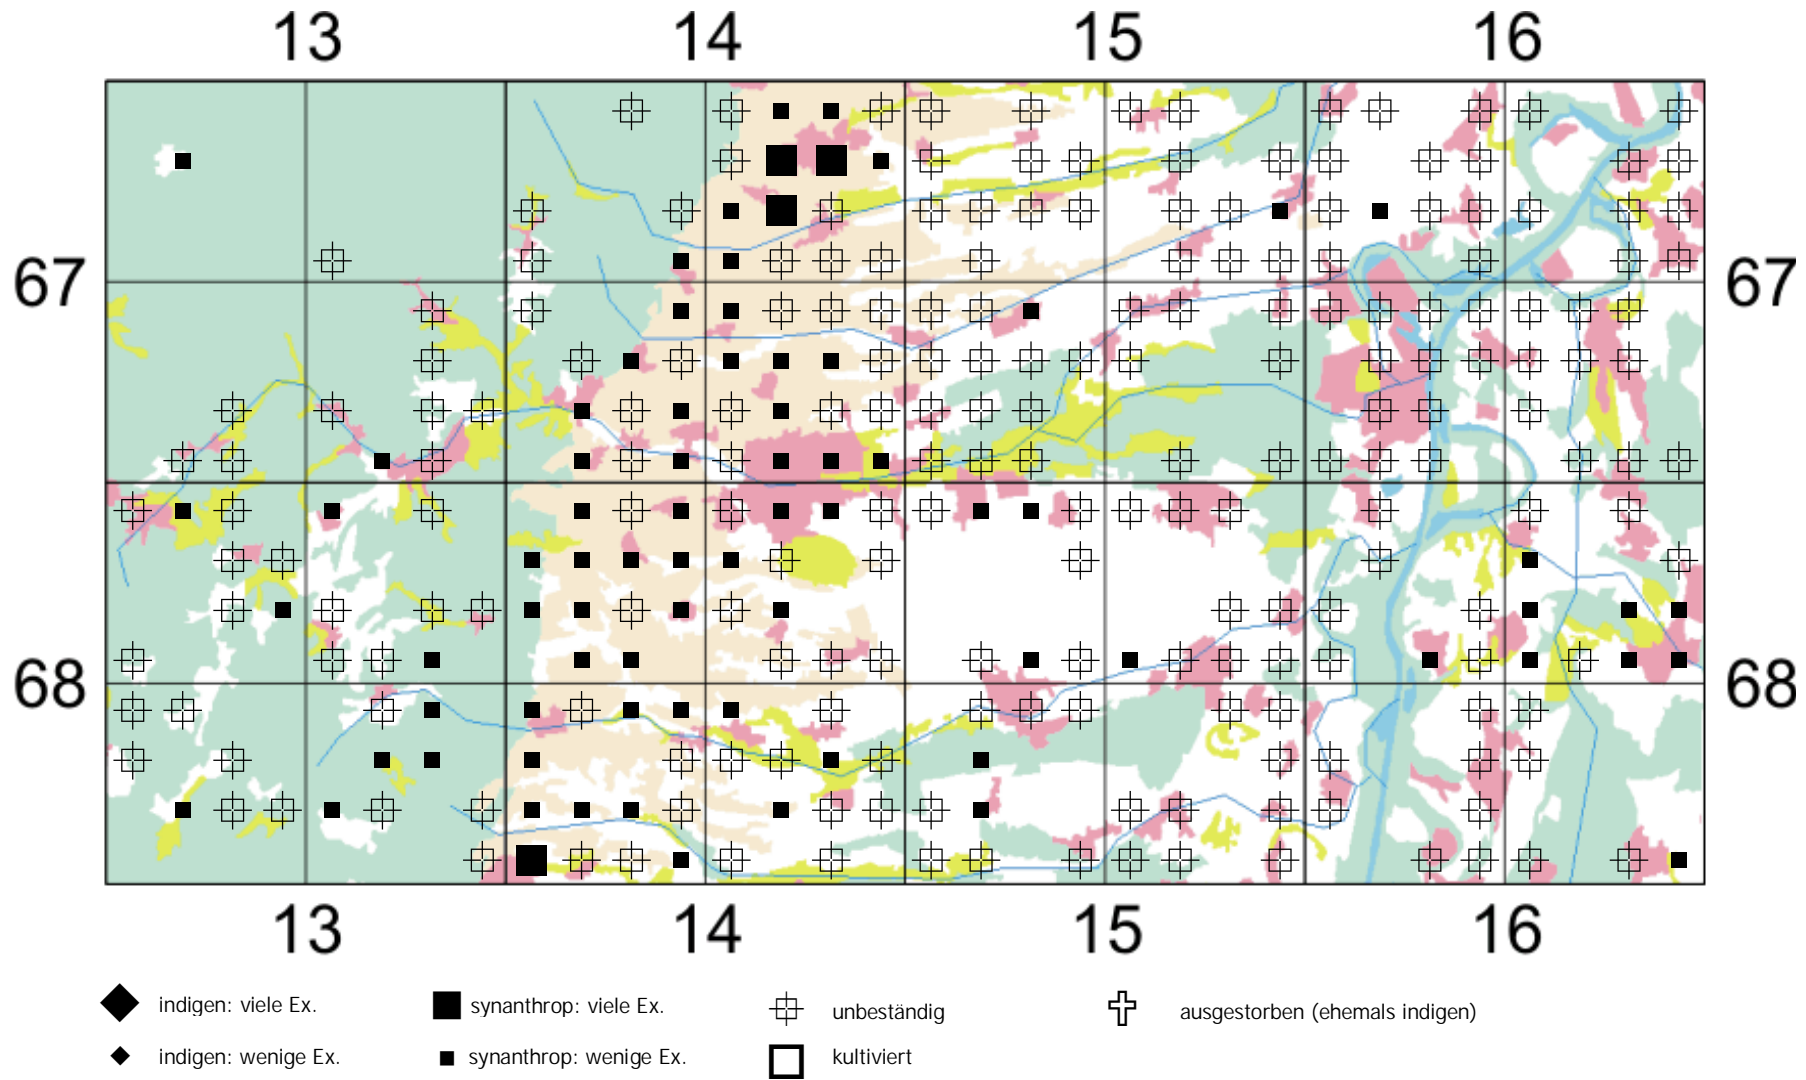 13 14 15 16
67 67
68 68
13 14 15 16
indigen: viele Ex. synanthrop: viele Ex. unbeständig ausgestorben (ehemals indigen)
indigen: wenige Ex. synanthrop: wenige Ex. kultiviert